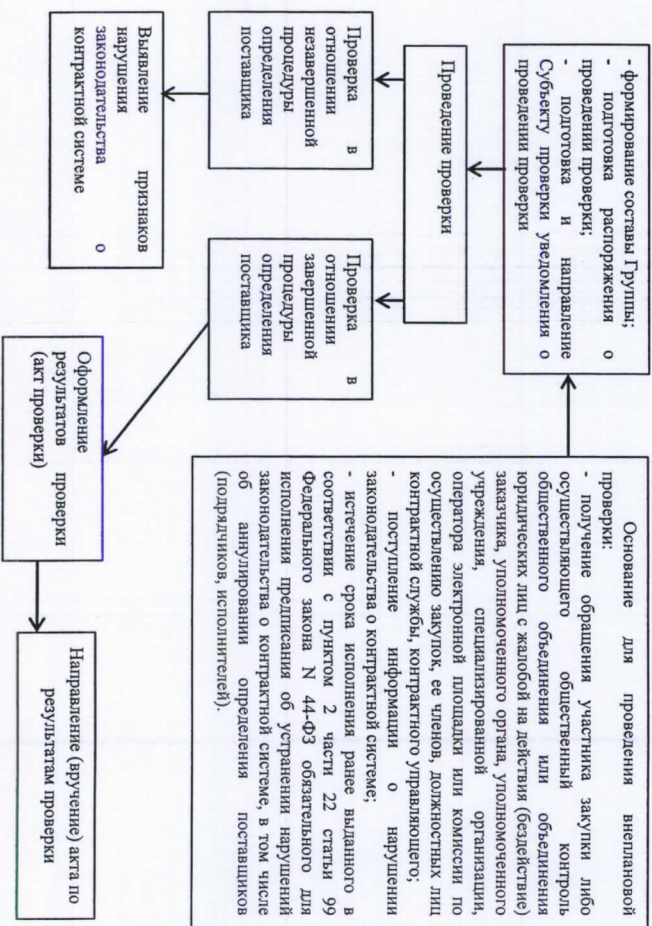 Основание для проведения внеплановой
проверки:
- получение обращения участника закупки либо
осуществляющего общественный контроль
общественного объединения или объединения
юридических лиц с жалобой на действия (бездействие)
заказчика, уполномоченного органа, уполномоченного
учреждения, специализированной организации,
оператора электронной площадки или комиссии по
осуществлению закупок, ее членов, должностных лиц
контрактной службы, контрактного управляющего;
- поступление информации о нарушении
законодательства о контрактной системе;
- истечение срока исполнения ранее выданного в
соответствии с пунктом 2 части 22 статьи 99
Федерального закона N 44-ФЗ обязательного для
исполнения предписания об устранении нарушений
законодательства о контрактной системе, в том числе
об аннулировании определения поставщиков
(подрядчиков, исполнителей).
- формирование составы Группы;
- подготовка распоряжения о
проведении проверки;
- подготовка и направление
Субъекту проверки уведомления о
проведении проверки
Проведение проверки
Проверка в
отношении
незавершенной
процедуры
определения
поставщика
Проверка в
отношении
завершенной
процедуры
определения
поставщика
Выявление признаков
нарушения
законодательства о
контрактной системе
Оформление
результатов проверки
(акт проверки)
Направление (вручение) акта по
результатам проверки